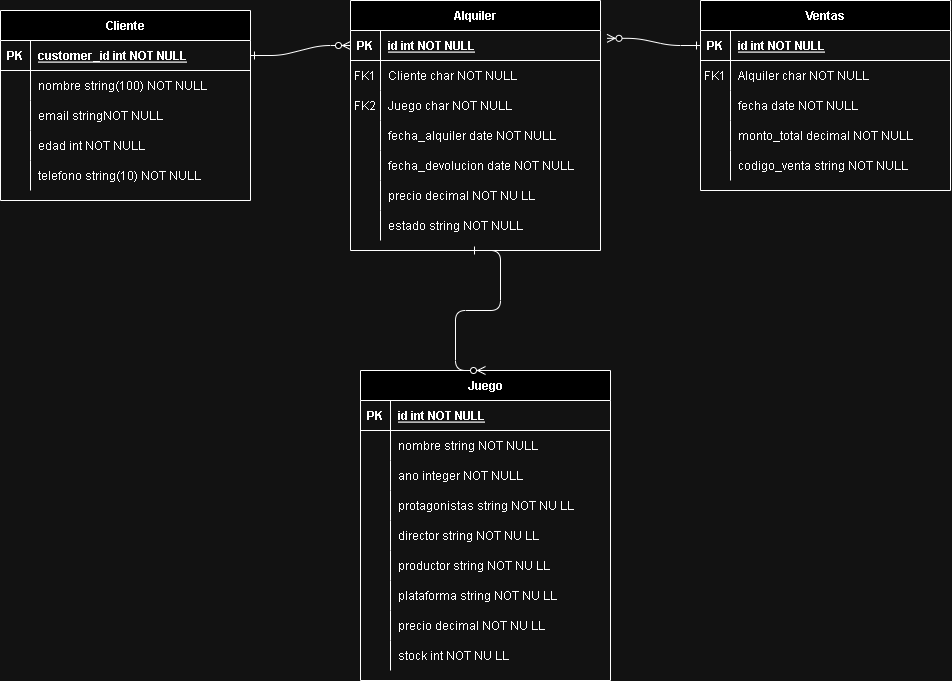 Cliente
PK customer_id int NOT NULL
nombre string(100) NOT NULL
email stringNOT NULL
edad int NOT NULL
telefono string(10) NOT NULL
Alquiler
PK id int NOT NULL
FK1 Cliente char NOT NULL
FK2 Juego char NOT NULL
fecha_alquiler date NOT NULL
fecha_devolucion date NOT NULL
precio decimal NOT NU LL
estado string NOT NULL
Ventas
PK id int NOT NULL
FK1 Alquiler char NOT NULL
fecha date NOT NULL
monto_total decimal NOT NULL
codigo_venta string NOT NULL
Juego
PK id int NOT NULL
nombre string NOT NULL
ano integer NOT NULL
protagonistas string NOT NU LL
director string NOT NU LL
productor string NOT NU LL
plataforma string NOT NU LL
precio decimal NOT NU LL
stock int NOT NU LL